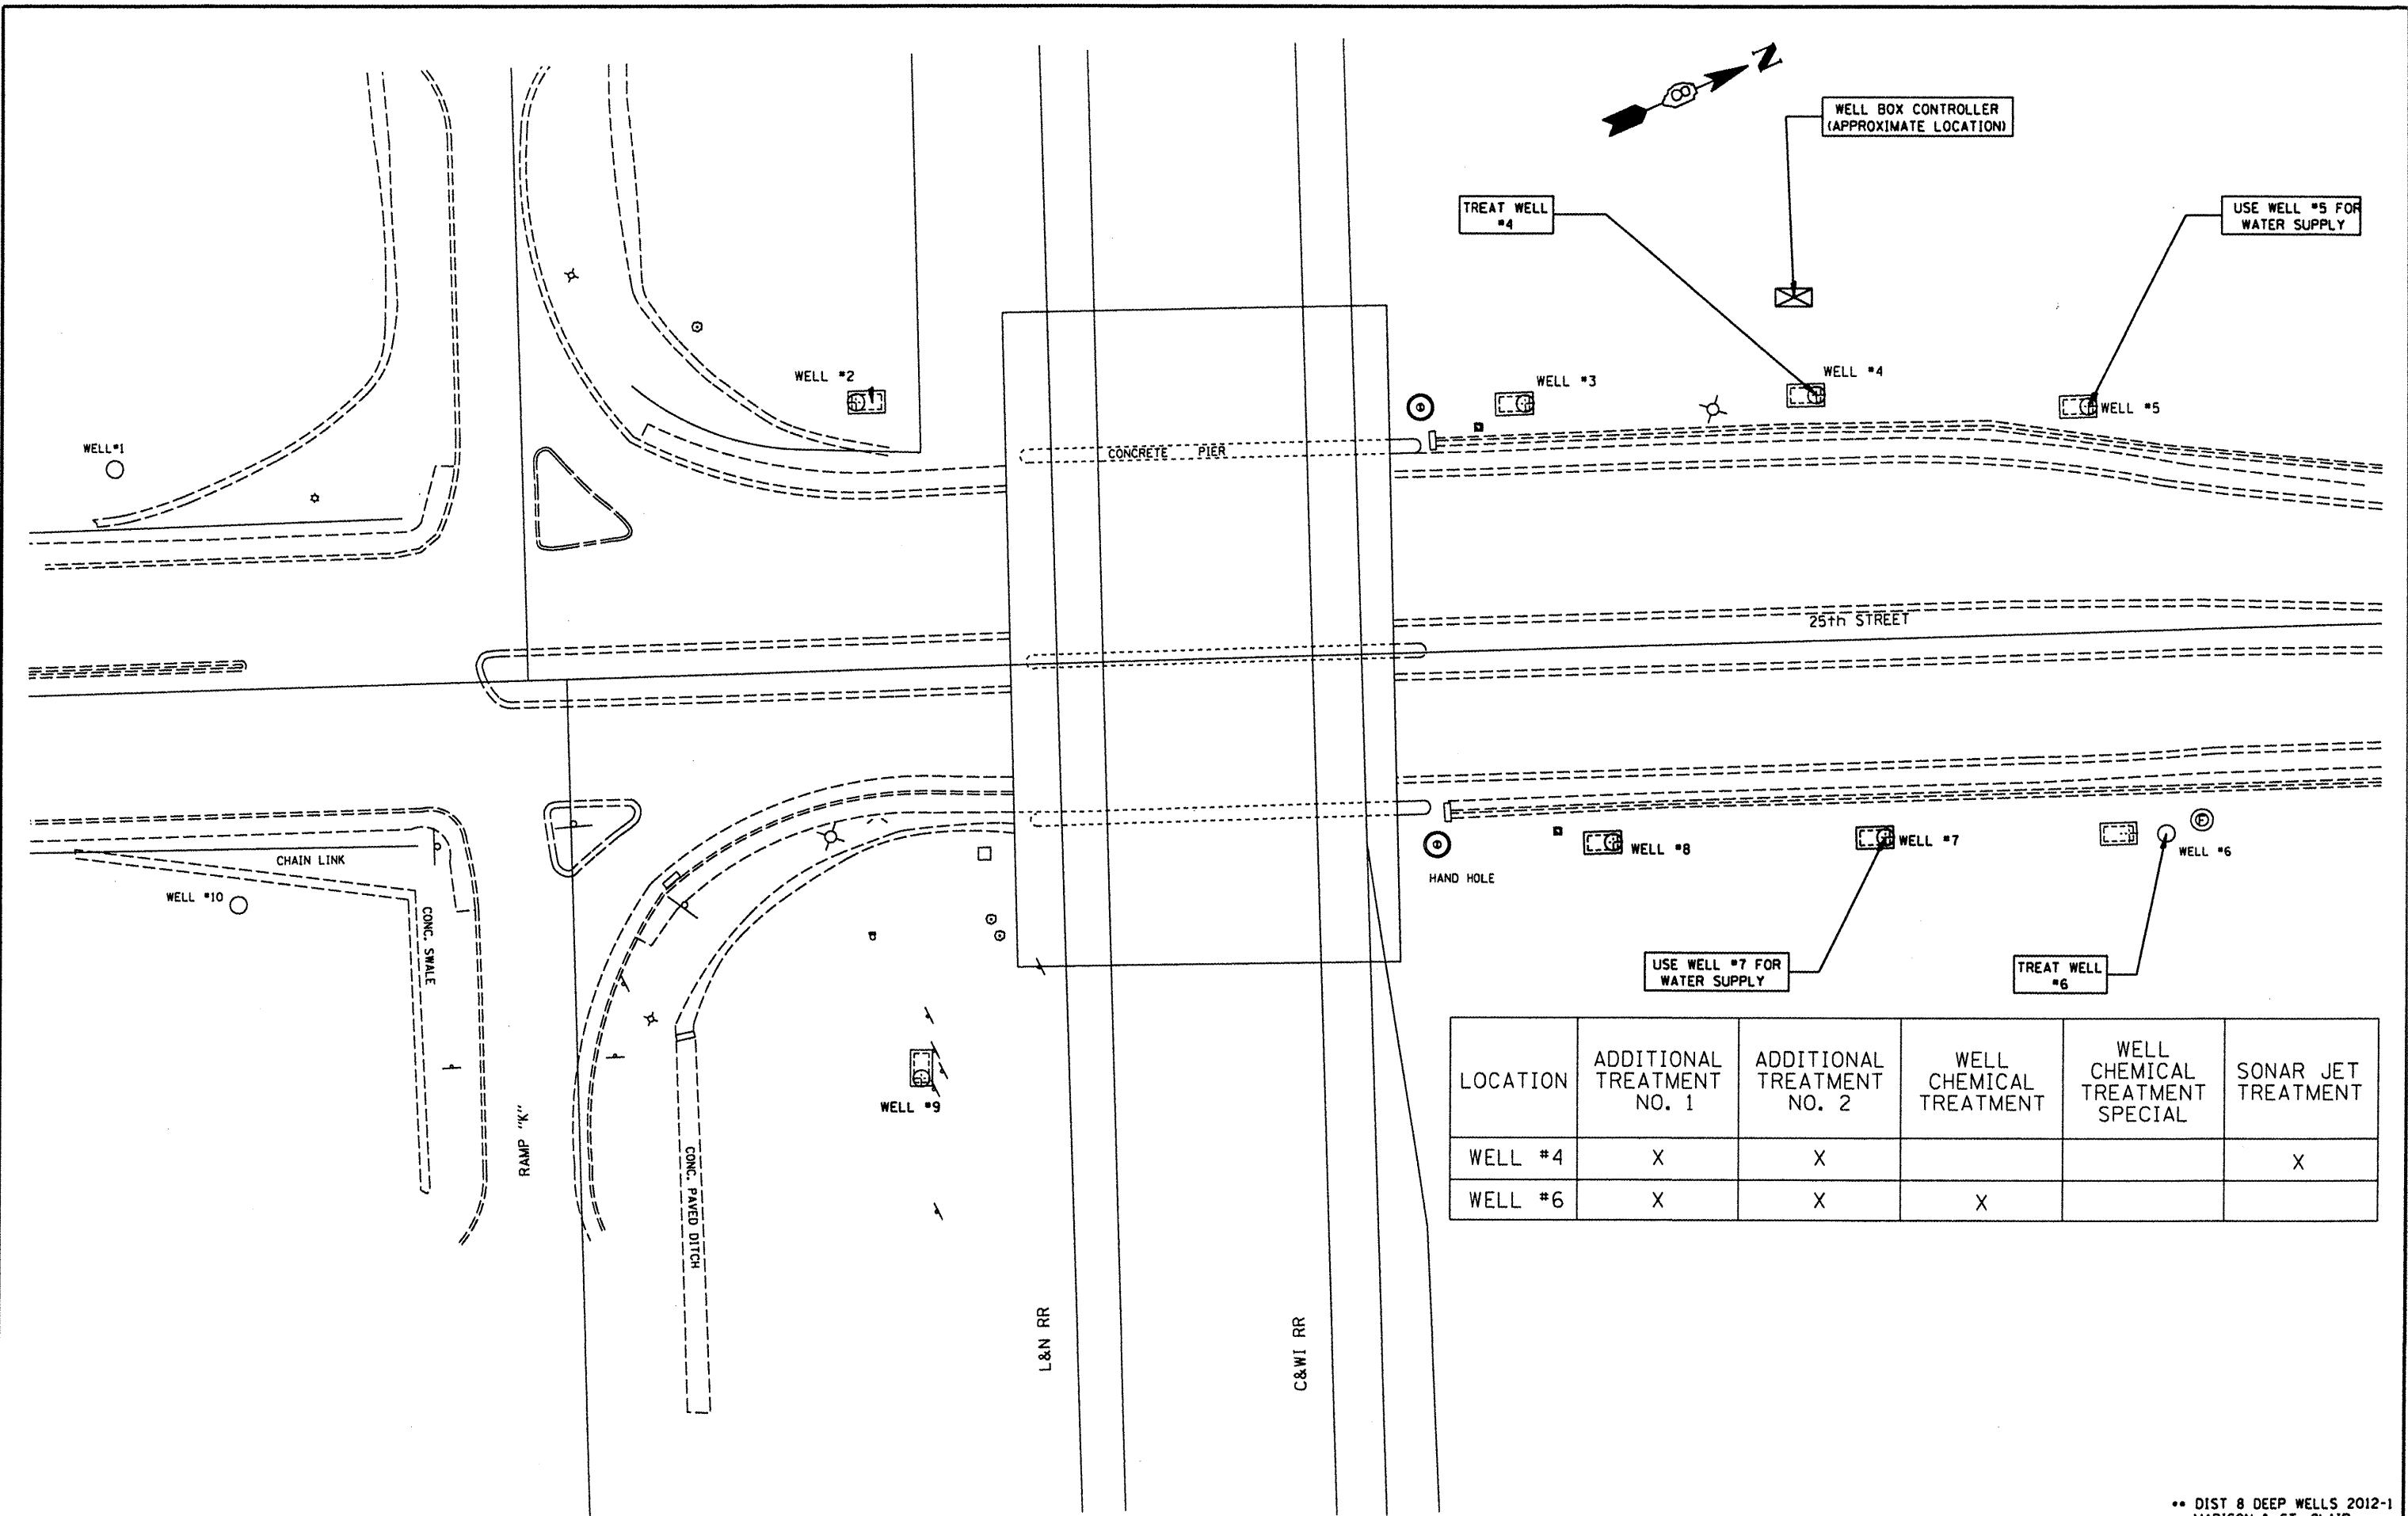 N
WELL BOX CONTROLLER
(APPROXIMATE LOCATION)
TREAT WELL
#4
USE WELL #5 FOR
WATER SUPPLY
WELL #2
WELL #3
WELL #4
WELL #5
WELL #1
CONCRETE PIER
25th STREET
CHAIN LINK
WELL #10
CONC. SWALE
RAMP "K"
WELL #9
CONC. PAVED DITCH
HAND HOLE
WELL #8
WELL #7
F
WELL #6
USE WELL #7 FOR
WATER SUPPLY
TREAT WELL
#6
L&N RR
C&WI RR
LOCATION
ADDITIONAL
TREATMENT
NO. 1
ADDITIONAL
TREATMENT
NO. 2
WELL
CHEMICAL
TREATMENT
WELL
CHEMICAL
TREATMENT
SPECIAL
SONAR JET
TREATMENT
WELL #4 X X X
WELL #6 X X X
** DIST 8 DEEP WELLS 2012-1